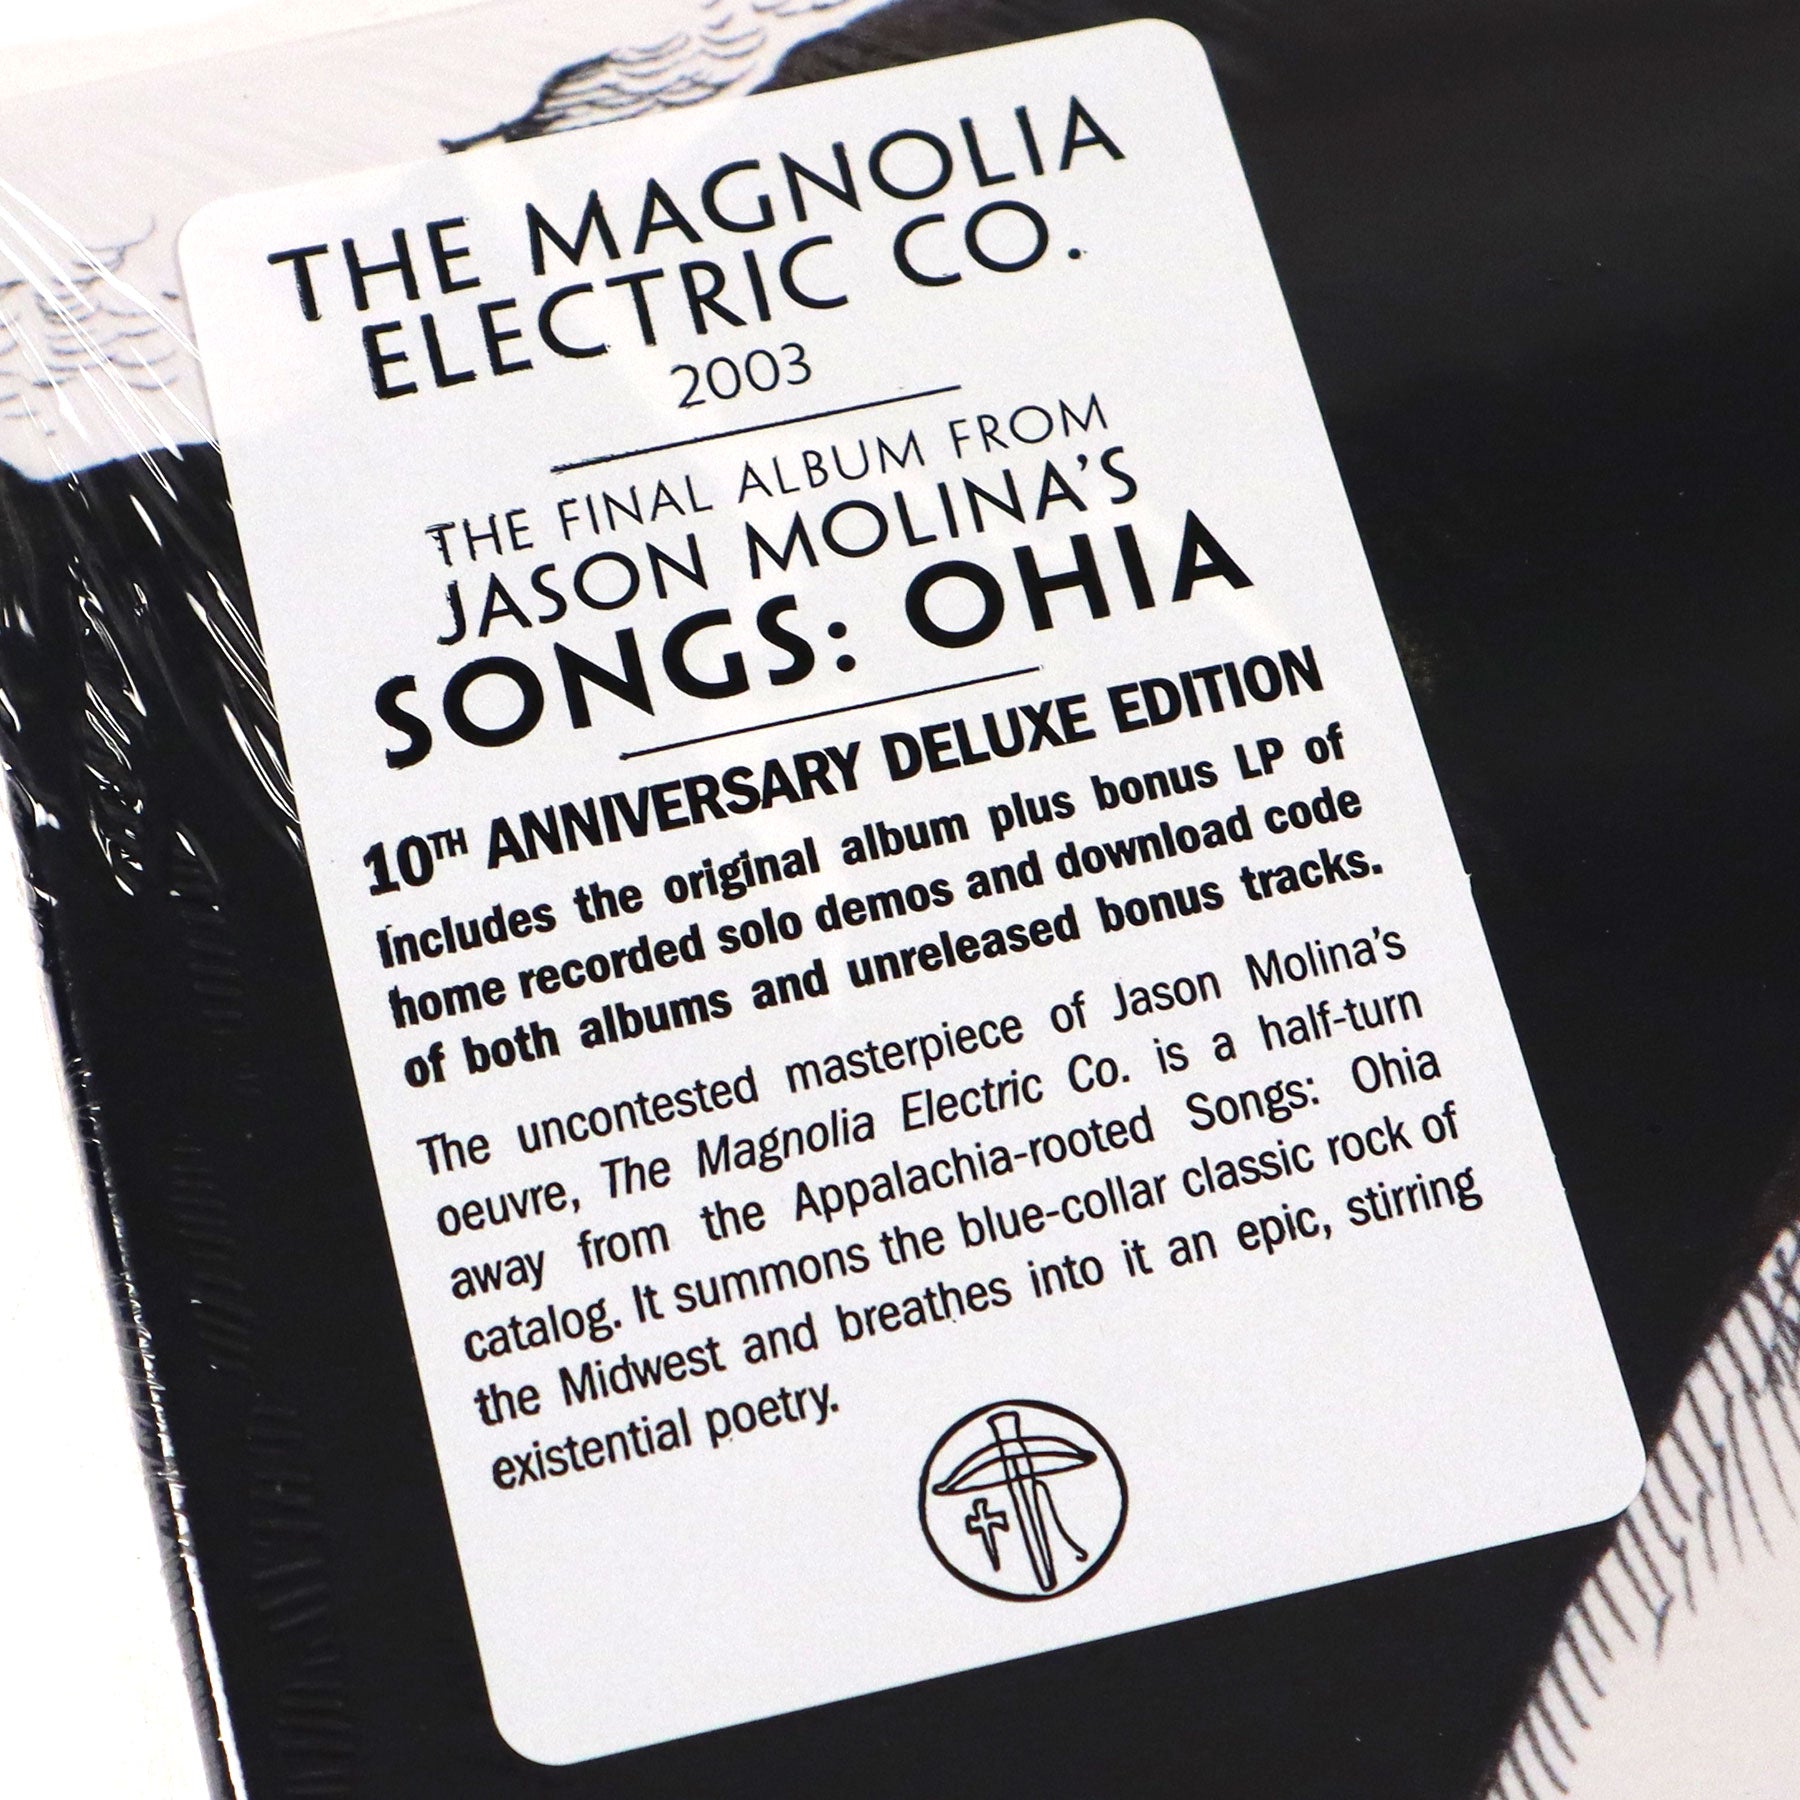 THE MAGNOLIA
ELECTRIC CO.
2003
THE FINAL ALBUM FROM
JASON MOLINA'S
SONGS: OHIA
10TH ANNIVERSARY DELUXE EDITION
Includes the original album plus bonus LP of
home recorded solo demos and download code
of both albums and unreleased bonus tracks.
The uncontested masterpiece of Jason Molina's
oeuvre, The Magnolia Electric Co. is a half-turn
away from the Appalachia-rooted Songs: Ohia
catalog. It summons the blue-collar classic rock of
the Midwest and breathes into it an epic, stirring
existential poetry.